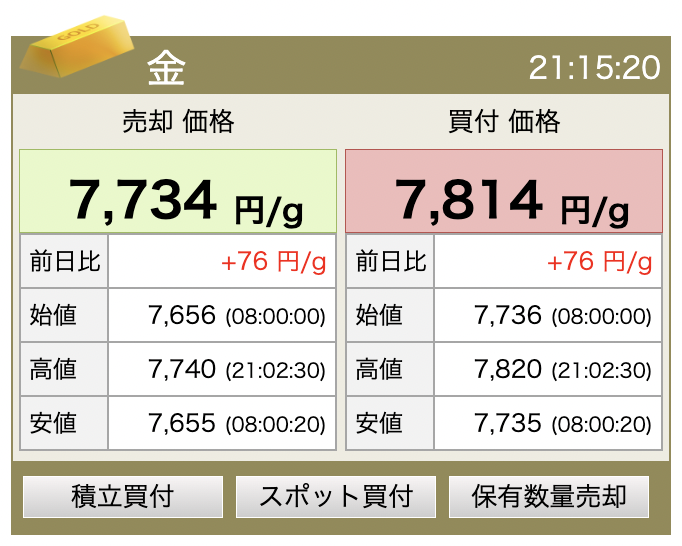 GOLD
金 21:15:20
売却 価格 買付 価格
7,734 円/g 7,814 円/g
前日比 +76 円/g 前日比 +76 円/g
始値 7,656 (08:00:00) 始値 7,736 (08:00:00)
高値 7,740 (21:02:30) 高値 7,820 (21:02:30)
安値 7,655 (08:00:20) 安値 7,735 (08:00:20)
積立買付 スポット買付 保有数量売却